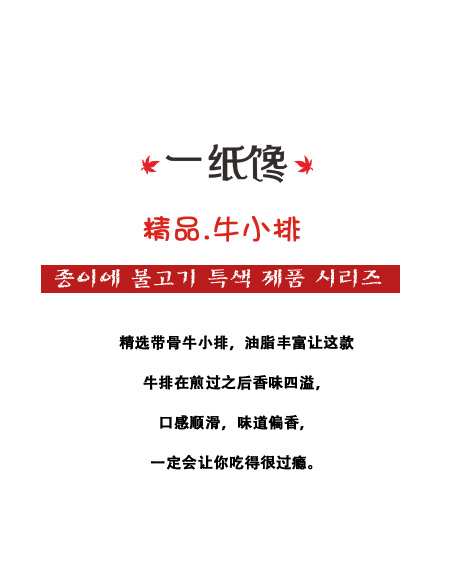 一纸馋
精品.牛小排
종이에 불고기 특색 제품 시리즈
精选带骨牛小排，油脂丰富让这款
牛排在煎过之后香味四溢，
口感顺滑，味道偏香，
一定会让你吃得很过瘾。